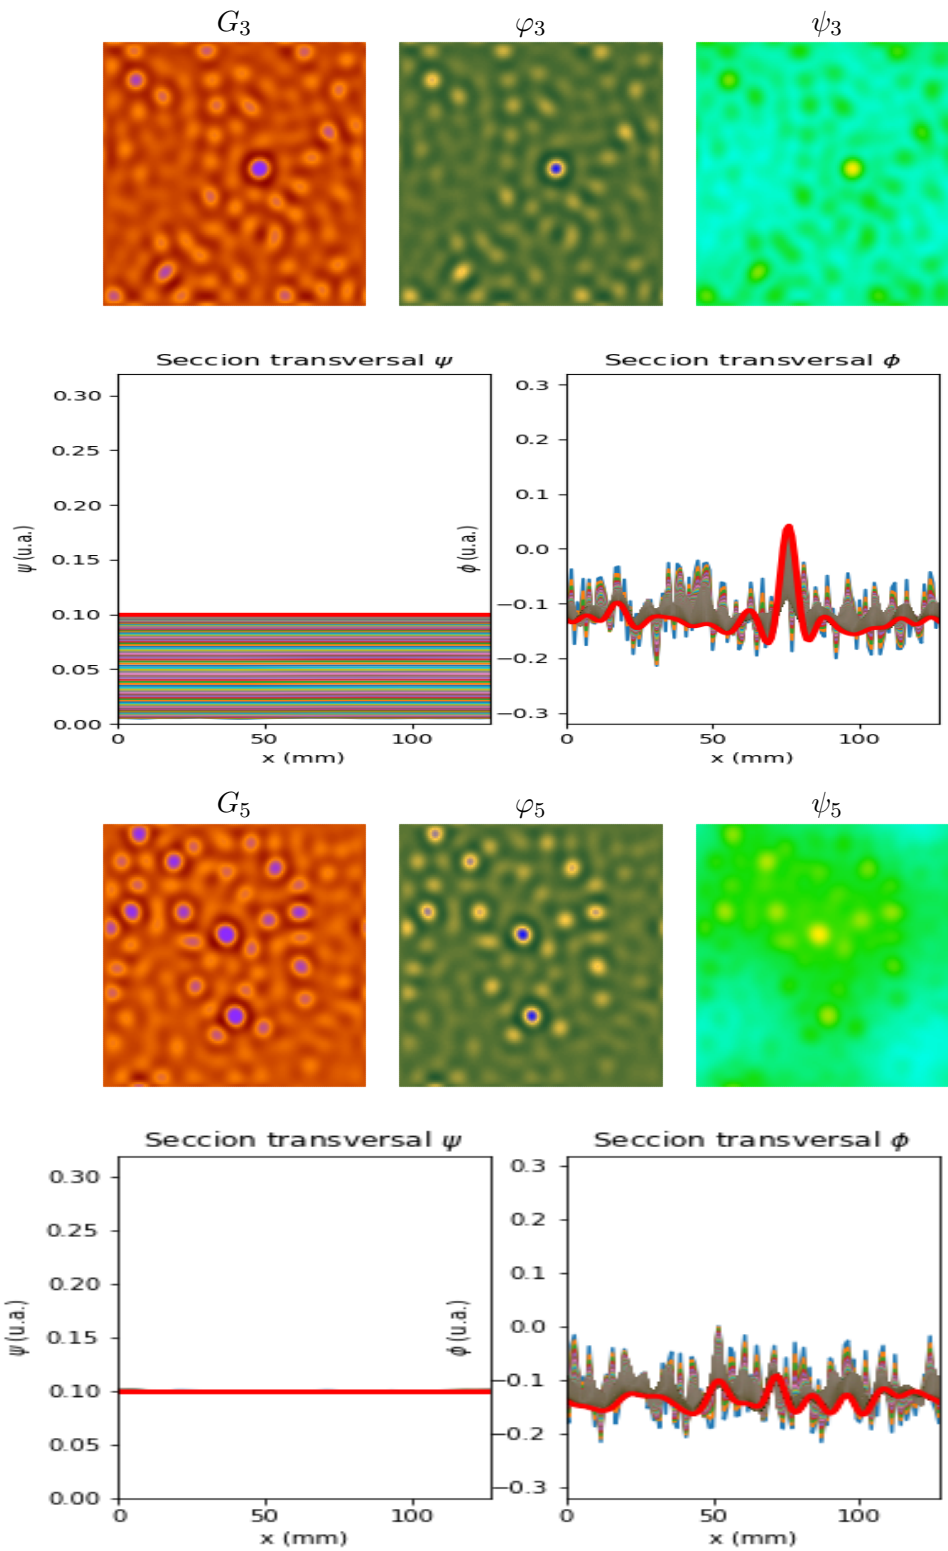 G₃ φ₃ ψ₃
Seccion transversal ψ
Seccion transversal ϕ
0.30
0.25
0.20
0.15
0.10
0.05
0.00
ψ (u.a.)
0 50 100
x (mm)
0.3
0.2
0.1
0.0
−0.1
−0.2
−0.3
ϕ (u.a.)
0 50 100
x (mm)
G₅ φ₅ ψ₅
Seccion transversal ψ
Seccion transversal ϕ
0.30
0.25
0.20
0.15
0.10
0.05
0.00
ψ (u.a.)
0 50 100
x (mm)
0.3
0.2
0.1
0.0
−0.1
−0.2
−0.3
ϕ (u.a.)
0 50 100
x (mm)